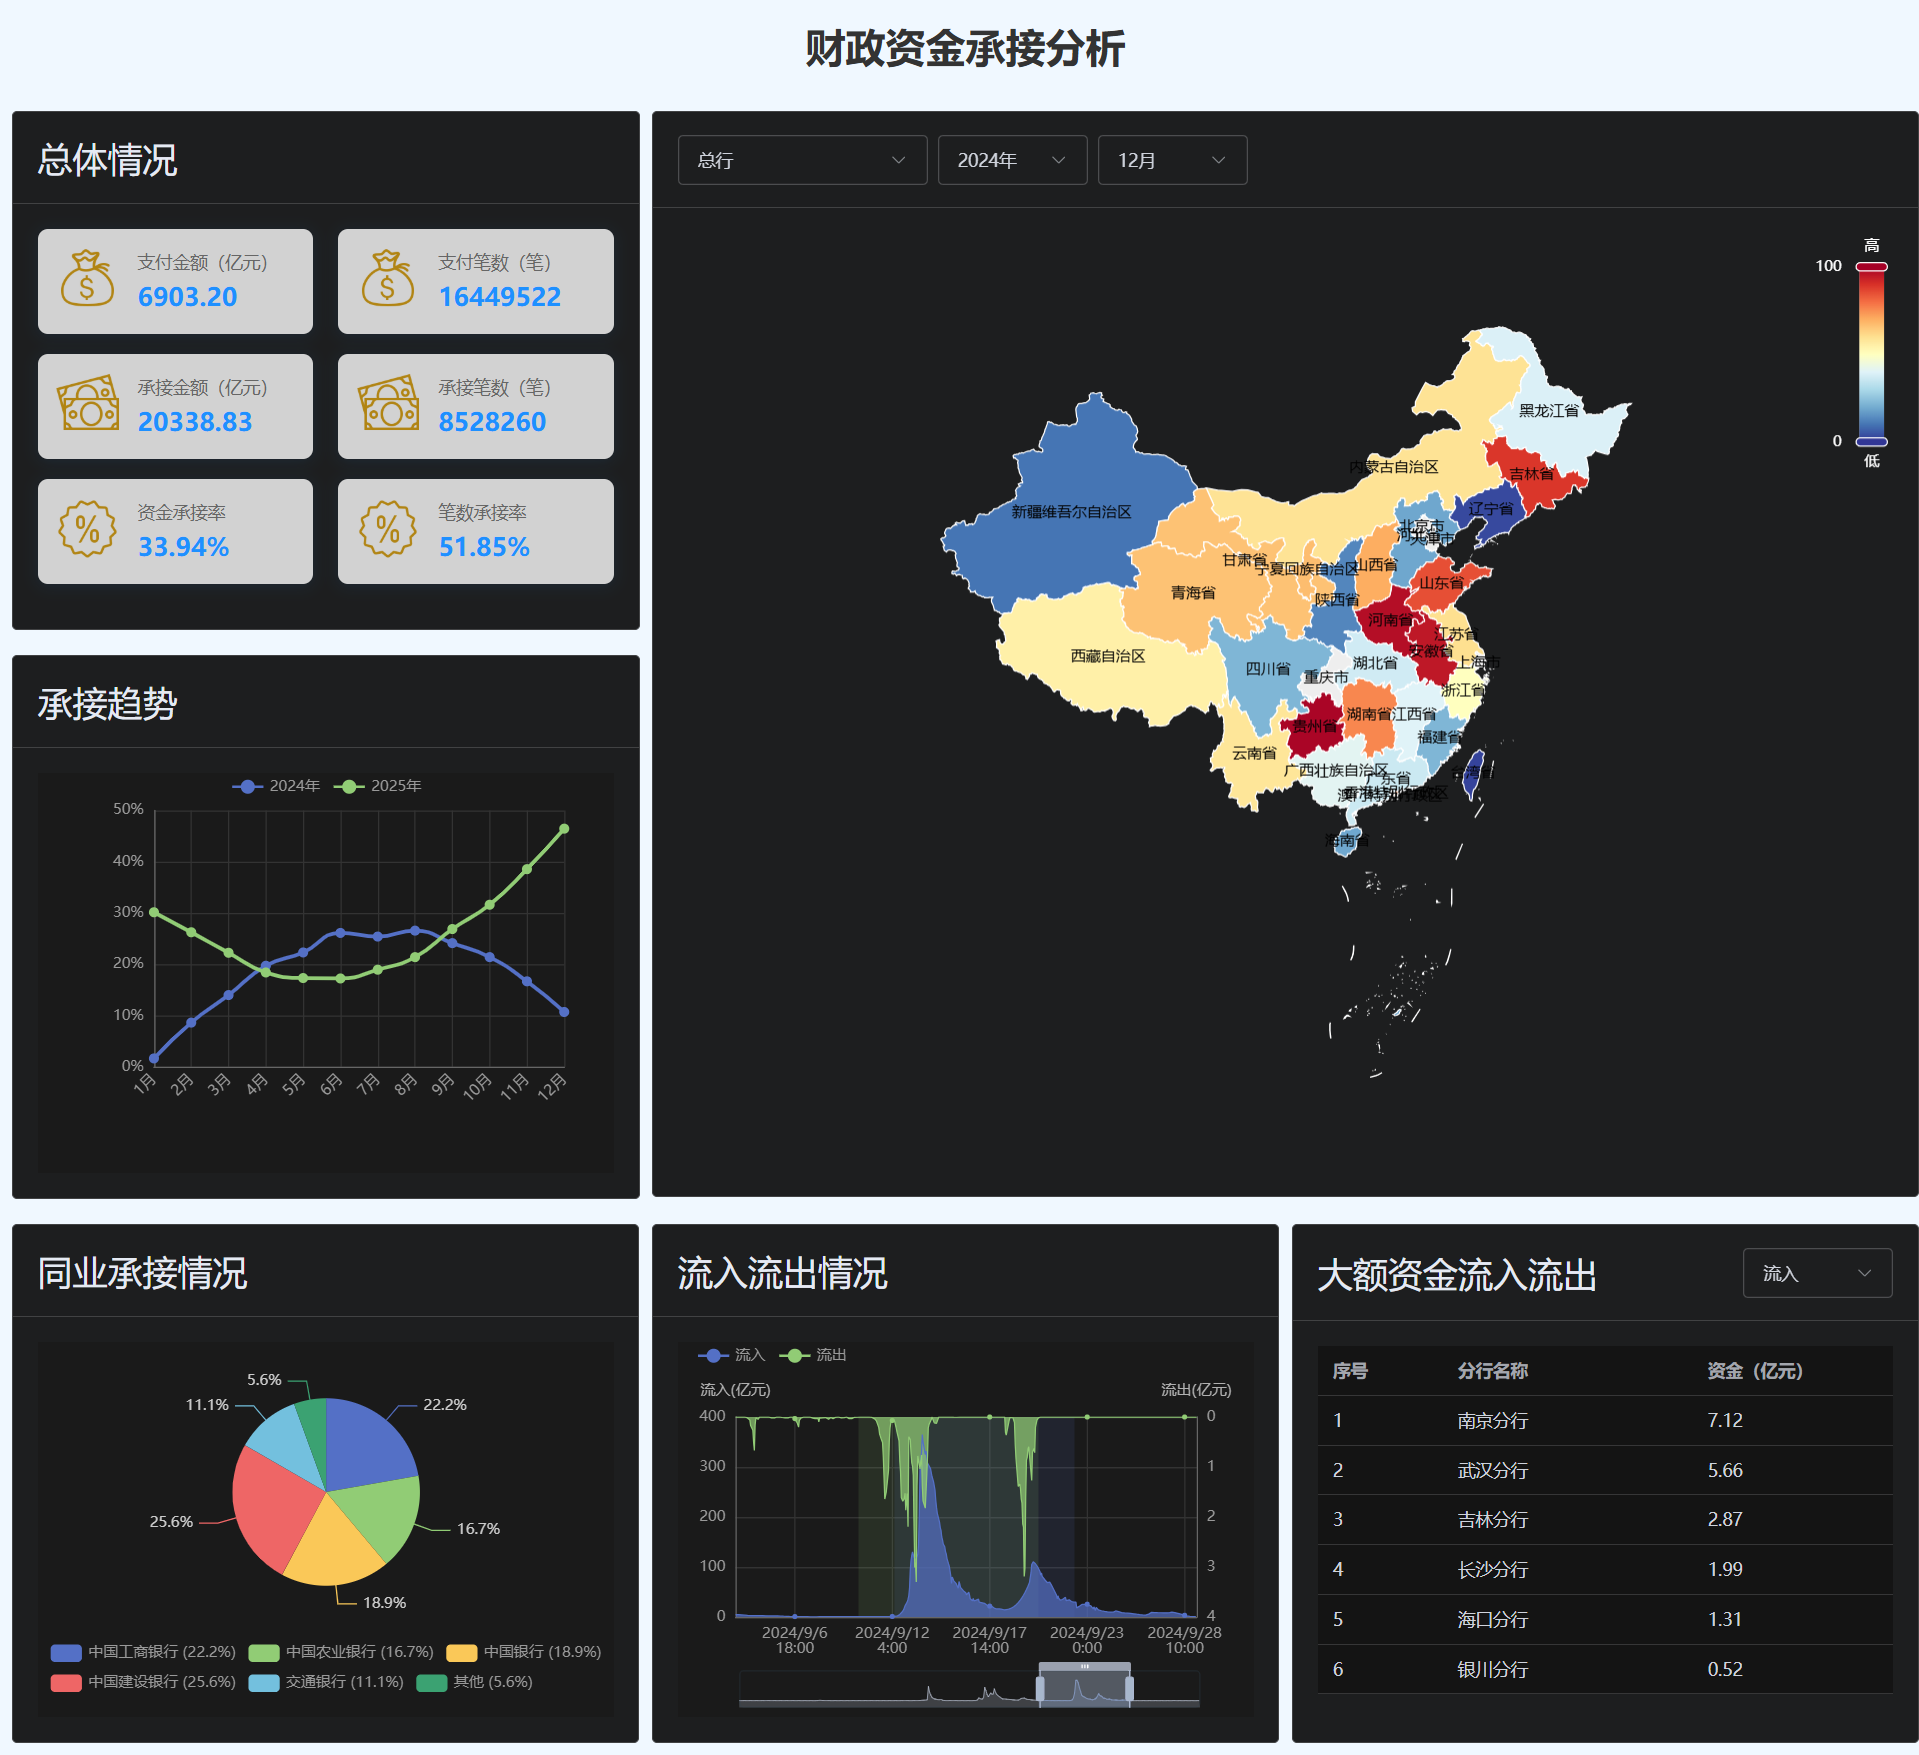 财政资金承接分析
总体情况
支付金额（亿元）
6903.20
支付笔数（笔）
16449522
承接金额（亿元）
20338.83
承接笔数（笔）
8528260
资金承接率
33.94%
笔数承接率
51.85%
总行
2024年
12月
高
100
0
低
黑龙江省
内蒙古自治区
吉林省
新疆维吾尔自治区
辽宁省
北京市
河北省
天津市
甘肃省
宁夏回族自治区
山西省
山东省
青海省
陕西省
河南省
江苏省
安徽省
西藏自治区
上海市
四川省
湖北省
重庆市
浙江省
湖南省
江西省
贵州省
福建省
云南省
广西壮族自治区
台湾省
广东省
海南省
承接趋势
2024年
2025年
50%
40%
30%
20%
10%
0%
1月
2月
3月
4月
5月
6月
7月
8月
9月
10月
11月
12月
同业承接情况
5.6%
22.2%
11.1%
25.6%
16.7%
18.9%
中国工商银行 (22.2%)
中国农业银行 (16.7%)
中国银行 (18.9%)
中国建设银行 (25.6%)
交通银行 (11.1%)
其他 (5.6%)
流入流出情况
流入
流出
流入(亿元)
流出(亿元)
400
300
200
100
0
0
1
2
3
4
2024/9/6
18:00
2024/9/12
4:00
2024/9/17
14:00
2024/9/23
0:00
2024/9/28
10:00
大额资金流入流出
流入
序号 分行名称 资金（亿元）
1 南京分行 7.12
2 武汉分行 5.66
3 吉林分行 2.87
4 长沙分行 1.99
5 海口分行 1.31
6 银川分行 0.52